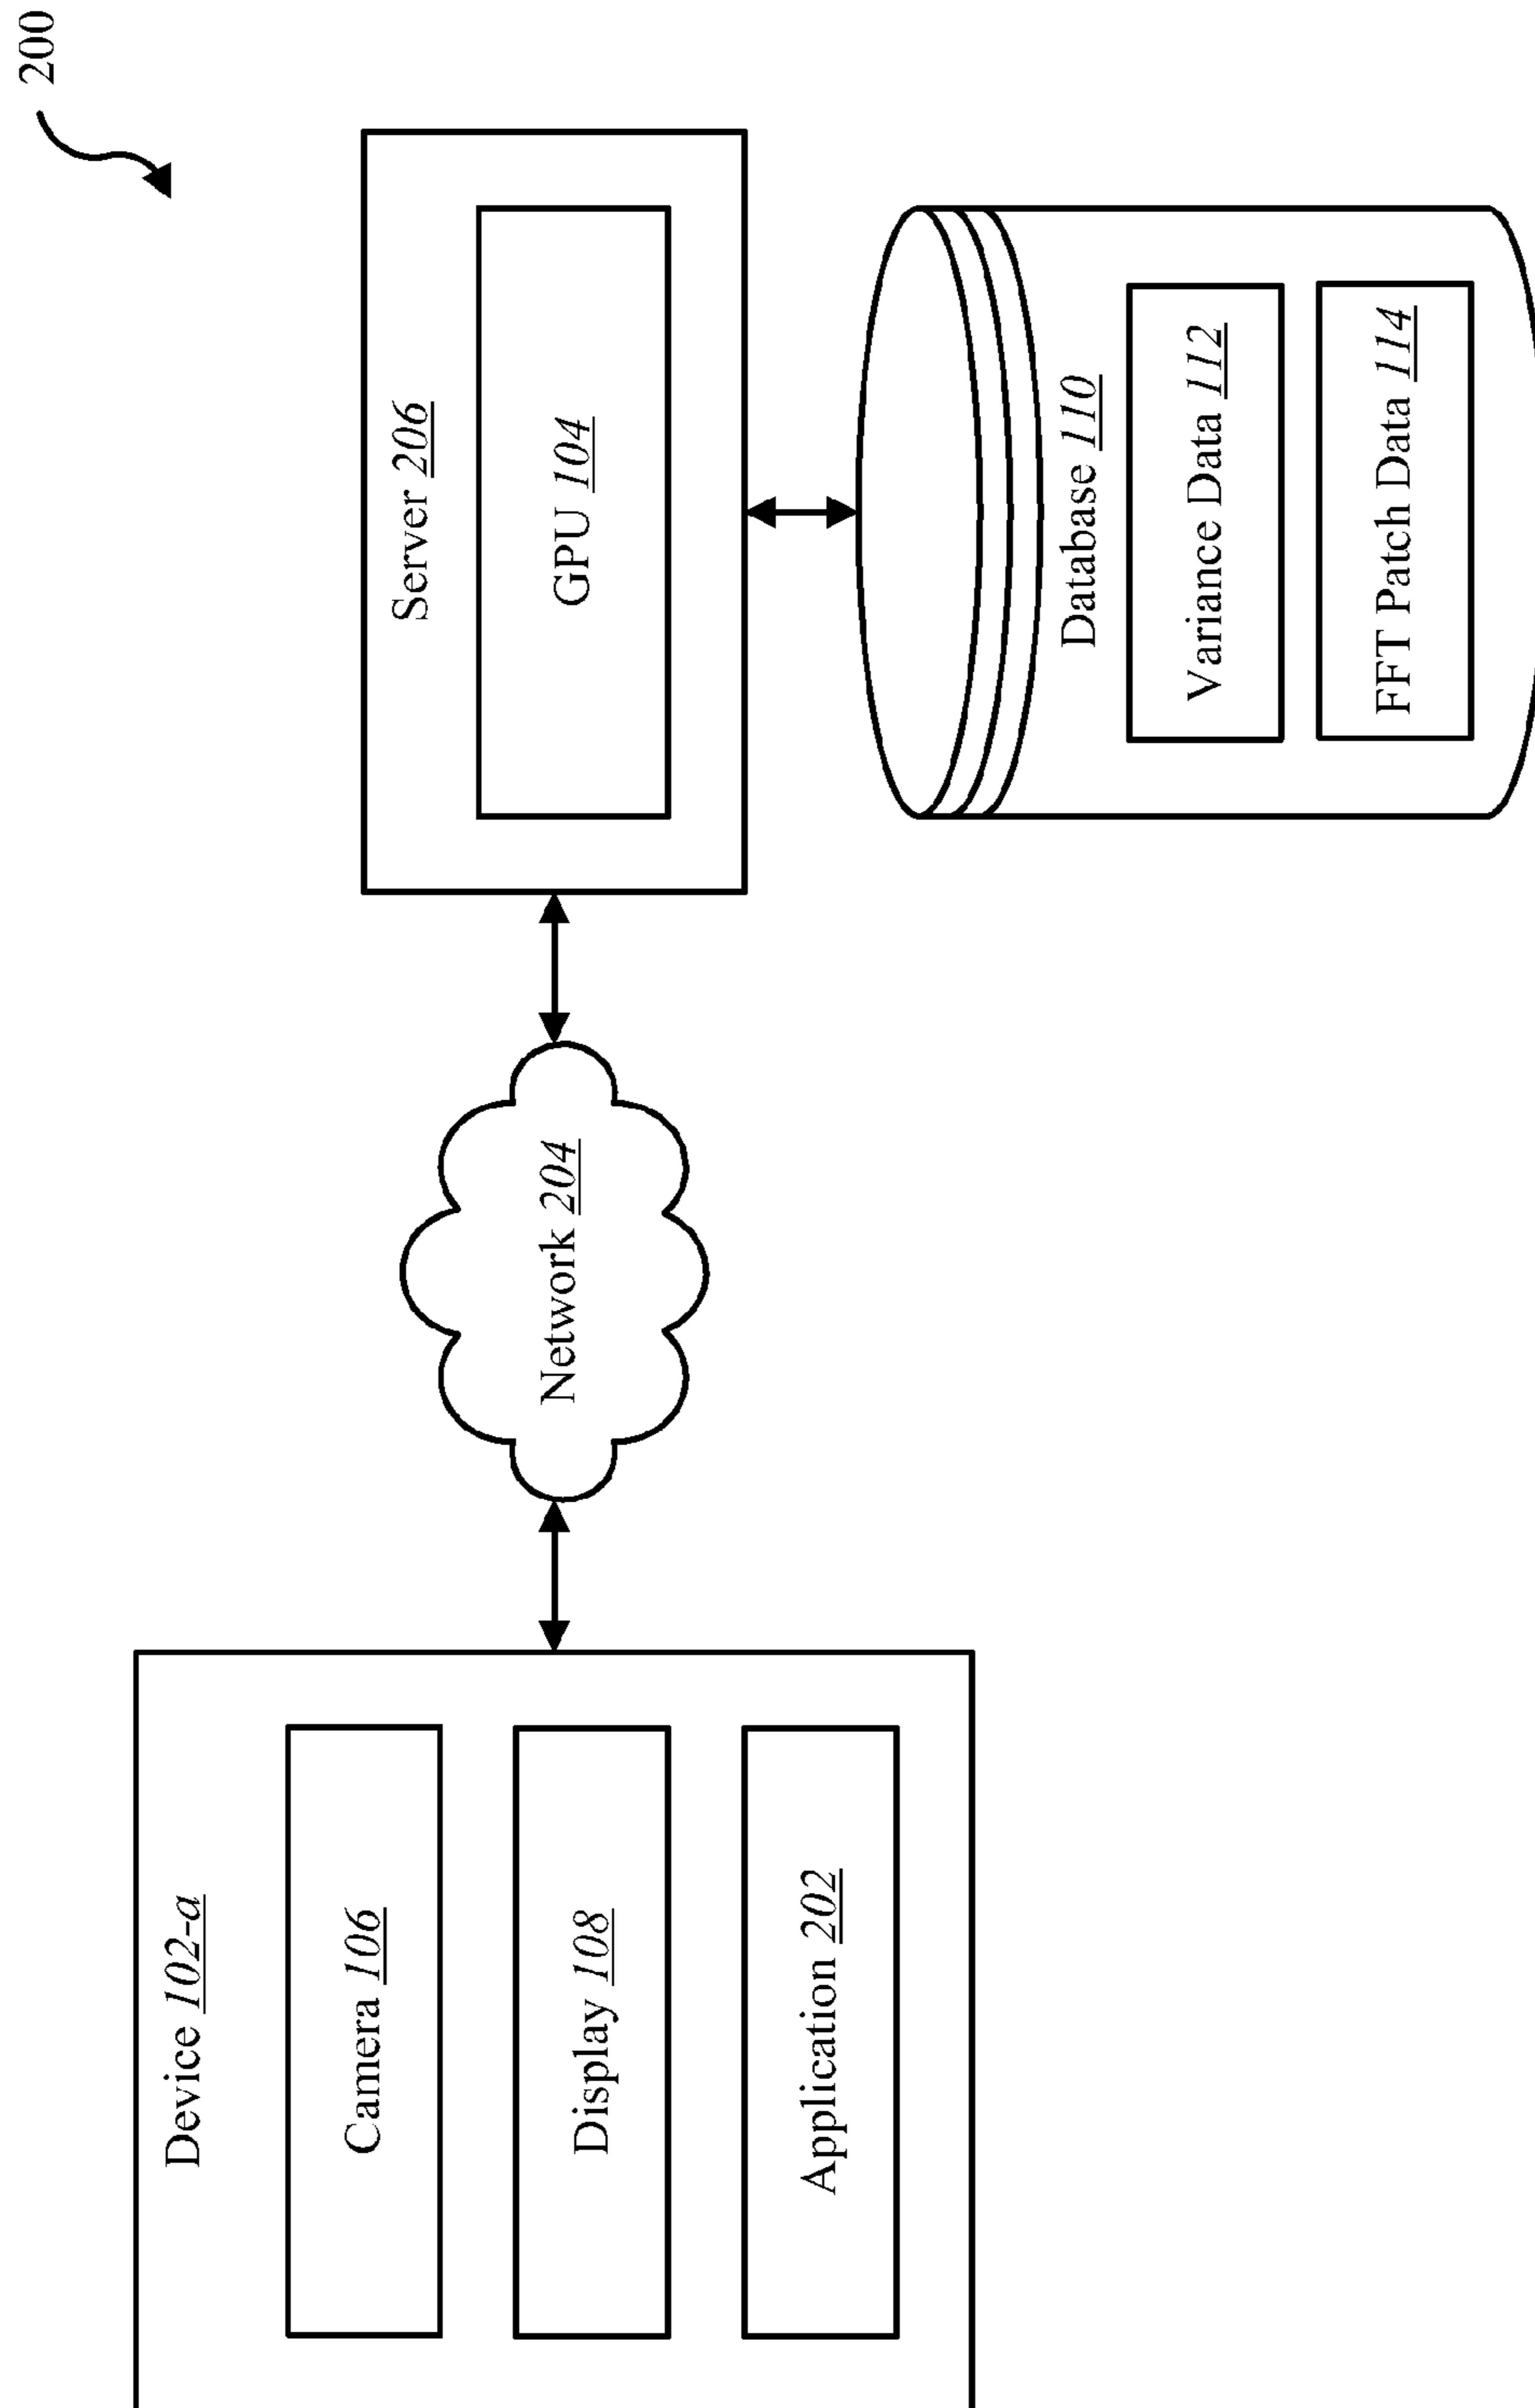 200
Device 102-a
Camera 106
Display 108
Application 202
Network 204
Server 206
GPU 104
Database 110
Variance Data 112
FFT Patch Data 114